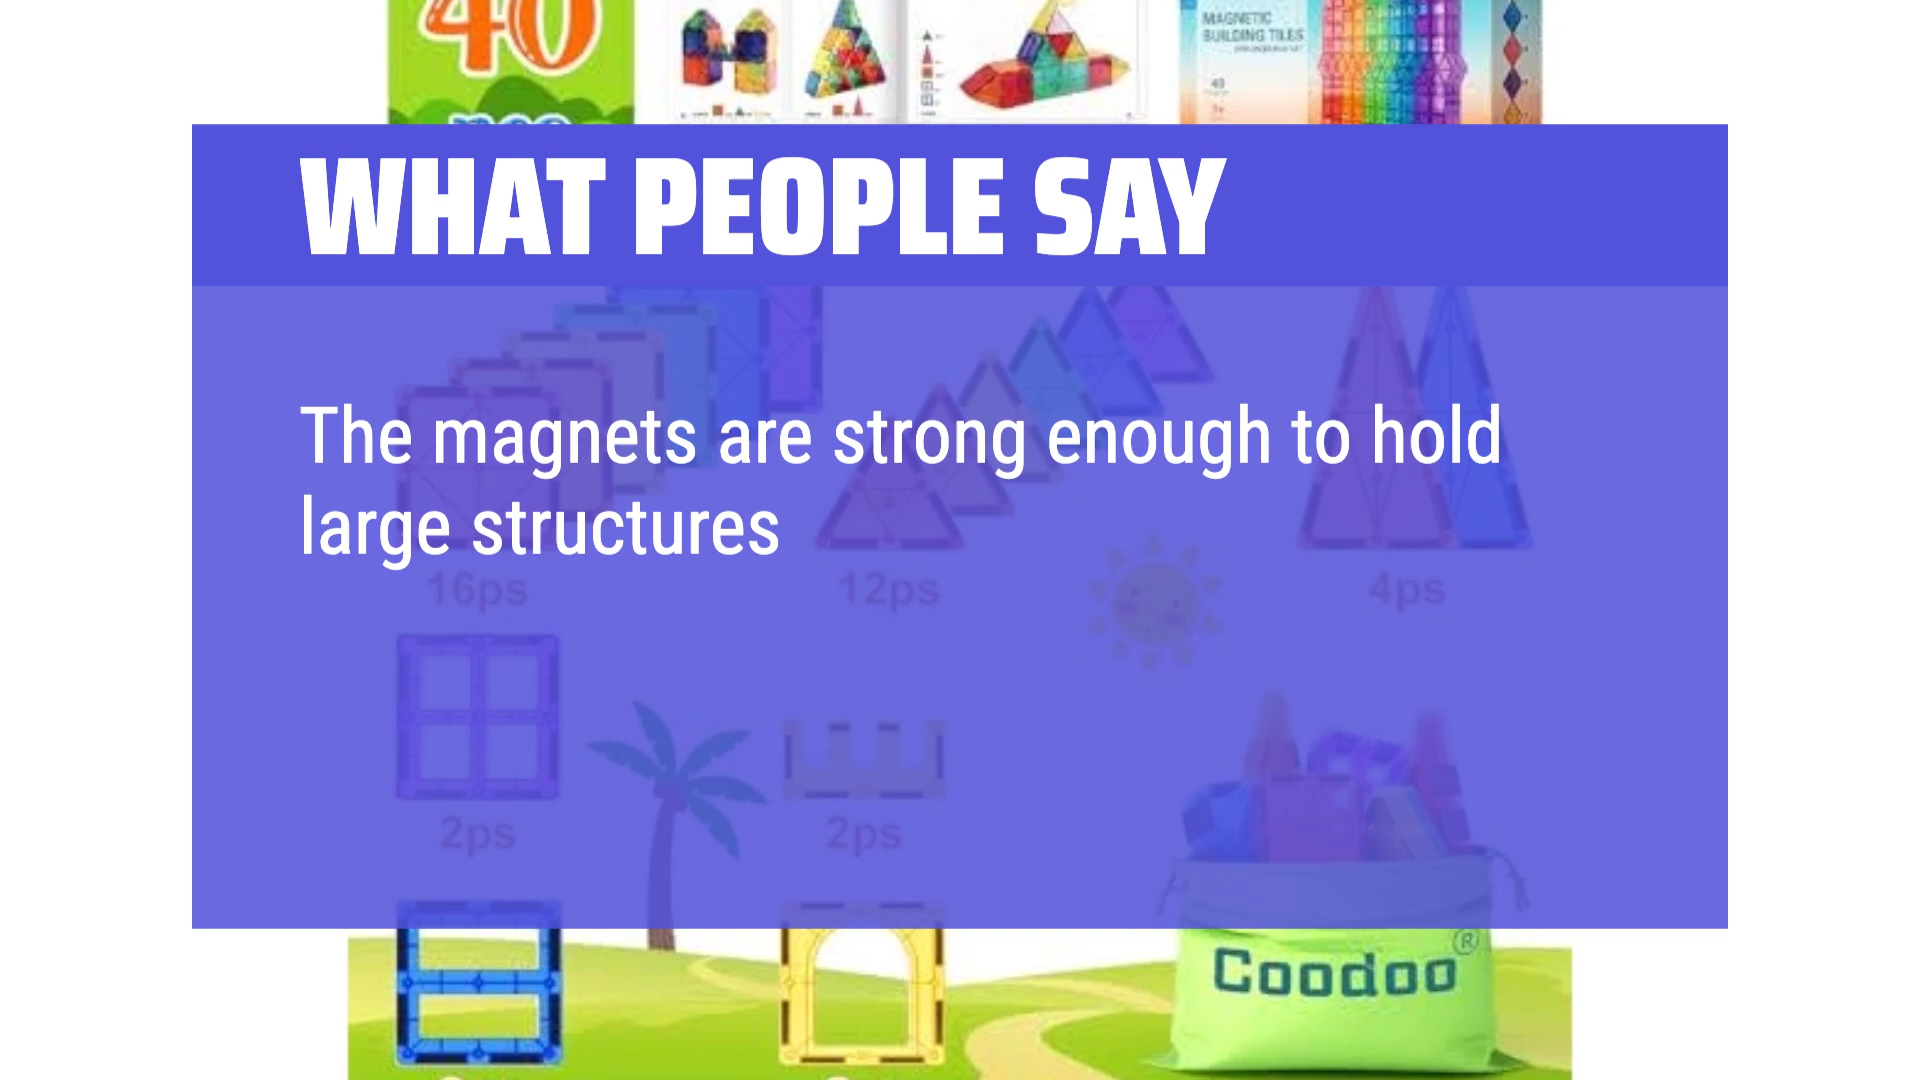 40
MAGNETIC
BUILDING TILES
40
WHAT PEOPLE SAY
The magnets are strong enough to hold
large structures
16ps
12ps
4ps
2ps
2ps
Coodoo®